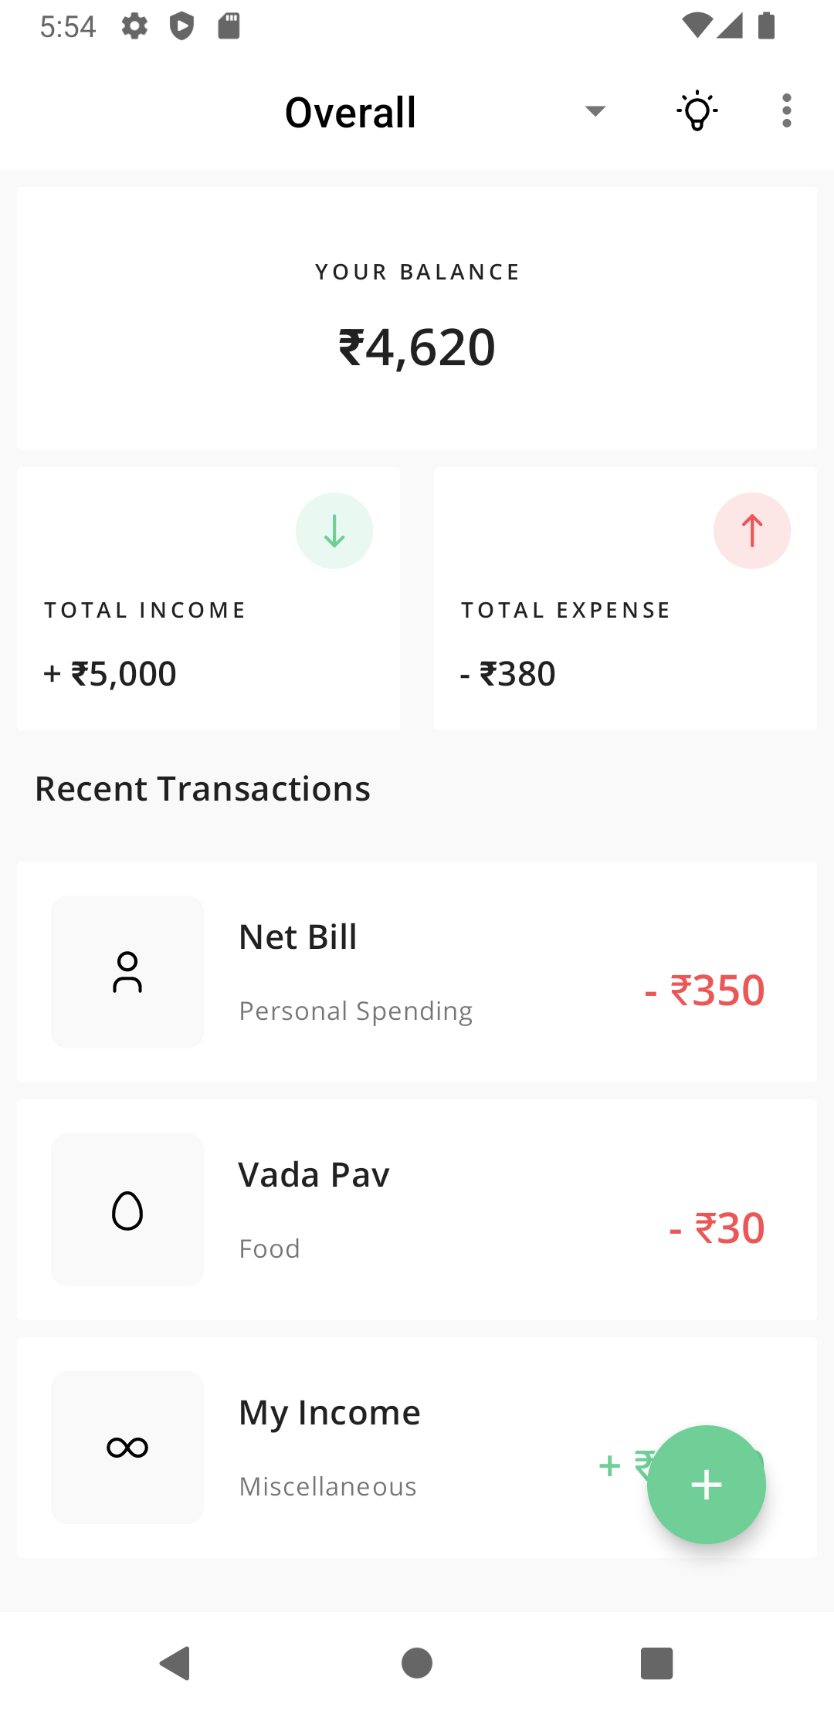 5:54
Overall
YOUR BALANCE
₹4,620
TOTAL INCOME
+ ₹5,000
TOTAL EXPENSE
- ₹380
Recent Transactions
Net Bill
Personal Spending
- ₹350
Vada Pav
Food
- ₹30
My Income
Miscellaneous
+ ₹